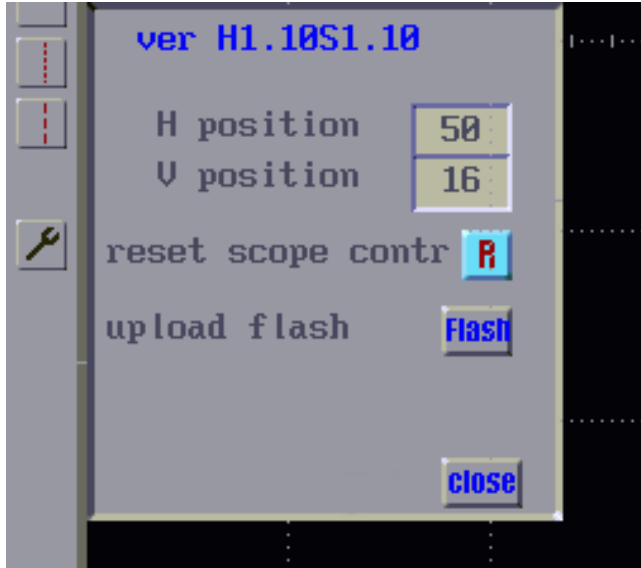 ver H1.10S1.10
H position 50
V position 16
reset scope contr R
upload flash Flash
close